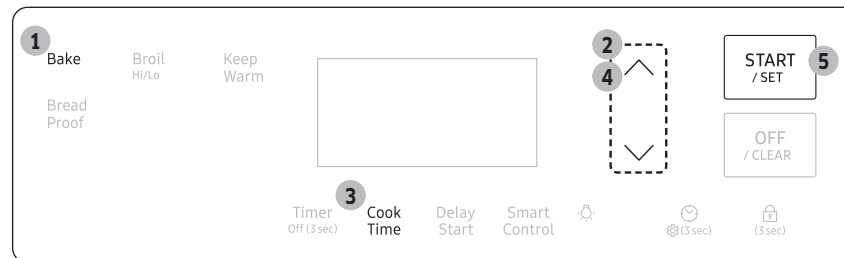 1
Bake
Broil
Hi/Lo
Keep
Warm
Bread
Proof
2
4
START
/ SET
5
OFF
/ CLEAR
3
Timer
Off (3 sec)
Cook
Time
Delay
Start
Smart
Control
(3 sec)
(3 sec)